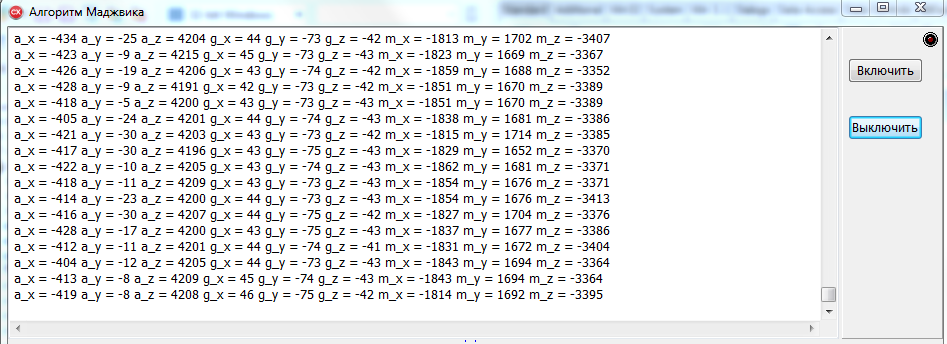 Алгоритм Маджвика
a_x = -434 a_y = -25 a_z = 4204 g_x = 44 g_y = -73 g_z = -42 m_x = -1813 m_y = 1702 m_z = -3407
a_x = -423 a_y = -9 a_z = 4215 g_x = 45 g_y = -73 g_z = -43 m_x = -1823 m_y = 1669 m_z = -3367
a_x = -426 a_y = -19 a_z = 4206 g_x = 43 g_y = -74 g_z = -42 m_x = -1859 m_y = 1688 m_z = -3352
a_x = -428 a_y = -9 a_z = 4191 g_x = 42 g_y = -73 g_z = -42 m_x = -1851 m_y = 1670 m_z = -3389
a_x = -418 a_y = -5 a_z = 4200 g_x = 43 g_y = -73 g_z = -43 m_x = -1851 m_y = 1670 m_z = -3389
a_x = -405 a_y = -24 a_z = 4201 g_x = 44 g_y = -74 g_z = -43 m_x = -1838 m_y = 1681 m_z = -3386
a_x = -421 a_y = -30 a_z = 4203 g_x = 43 g_y = -73 g_z = -42 m_x = -1815 m_y = 1714 m_z = -3385
a_x = -417 a_y = -30 a_z = 4196 g_x = 43 g_y = -75 g_z = -43 m_x = -1829 m_y = 1652 m_z = -3370
a_x = -422 a_y = -10 a_z = 4205 g_x = 43 g_y = -74 g_z = -43 m_x = -1862 m_y = 1681 m_z = -3371
a_x = -418 a_y = -11 a_z = 4209 g_x = 43 g_y = -73 g_z = -43 m_x = -1854 m_y = 1676 m_z = -3371
a_x = -414 a_y = -23 a_z = 4200 g_x = 44 g_y = -73 g_z = -43 m_x = -1854 m_y = 1676 m_z = -3413
a_x = -416 a_y = -30 a_z = 4207 g_x = 44 g_y = -75 g_z = -42 m_x = -1827 m_y = 1704 m_z = -3376
a_x = -428 a_y = -17 a_z = 4200 g_x = 43 g_y = -75 g_z = -43 m_x = -1837 m_y = 1677 m_z = -3386
a_x = -412 a_y = -11 a_z = 4201 g_x = 44 g_y = -74 g_z = -41 m_x = -1831 m_y = 1672 m_z = -3404
a_x = -404 a_y = -12 a_z = 4205 g_x = 44 g_y = -73 g_z = -43 m_x = -1843 m_y = 1694 m_z = -3364
a_x = -413 a_y = -8 a_z = 4209 g_x = 45 g_y = -74 g_z = -43 m_x = -1843 m_y = 1694 m_z = -3364
a_x = -419 a_y = -8 a_z = 4208 g_x = 46 g_y = -75 g_z = -42 m_x = -1814 m_y = 1692 m_z = -3395
Включить
Выключить